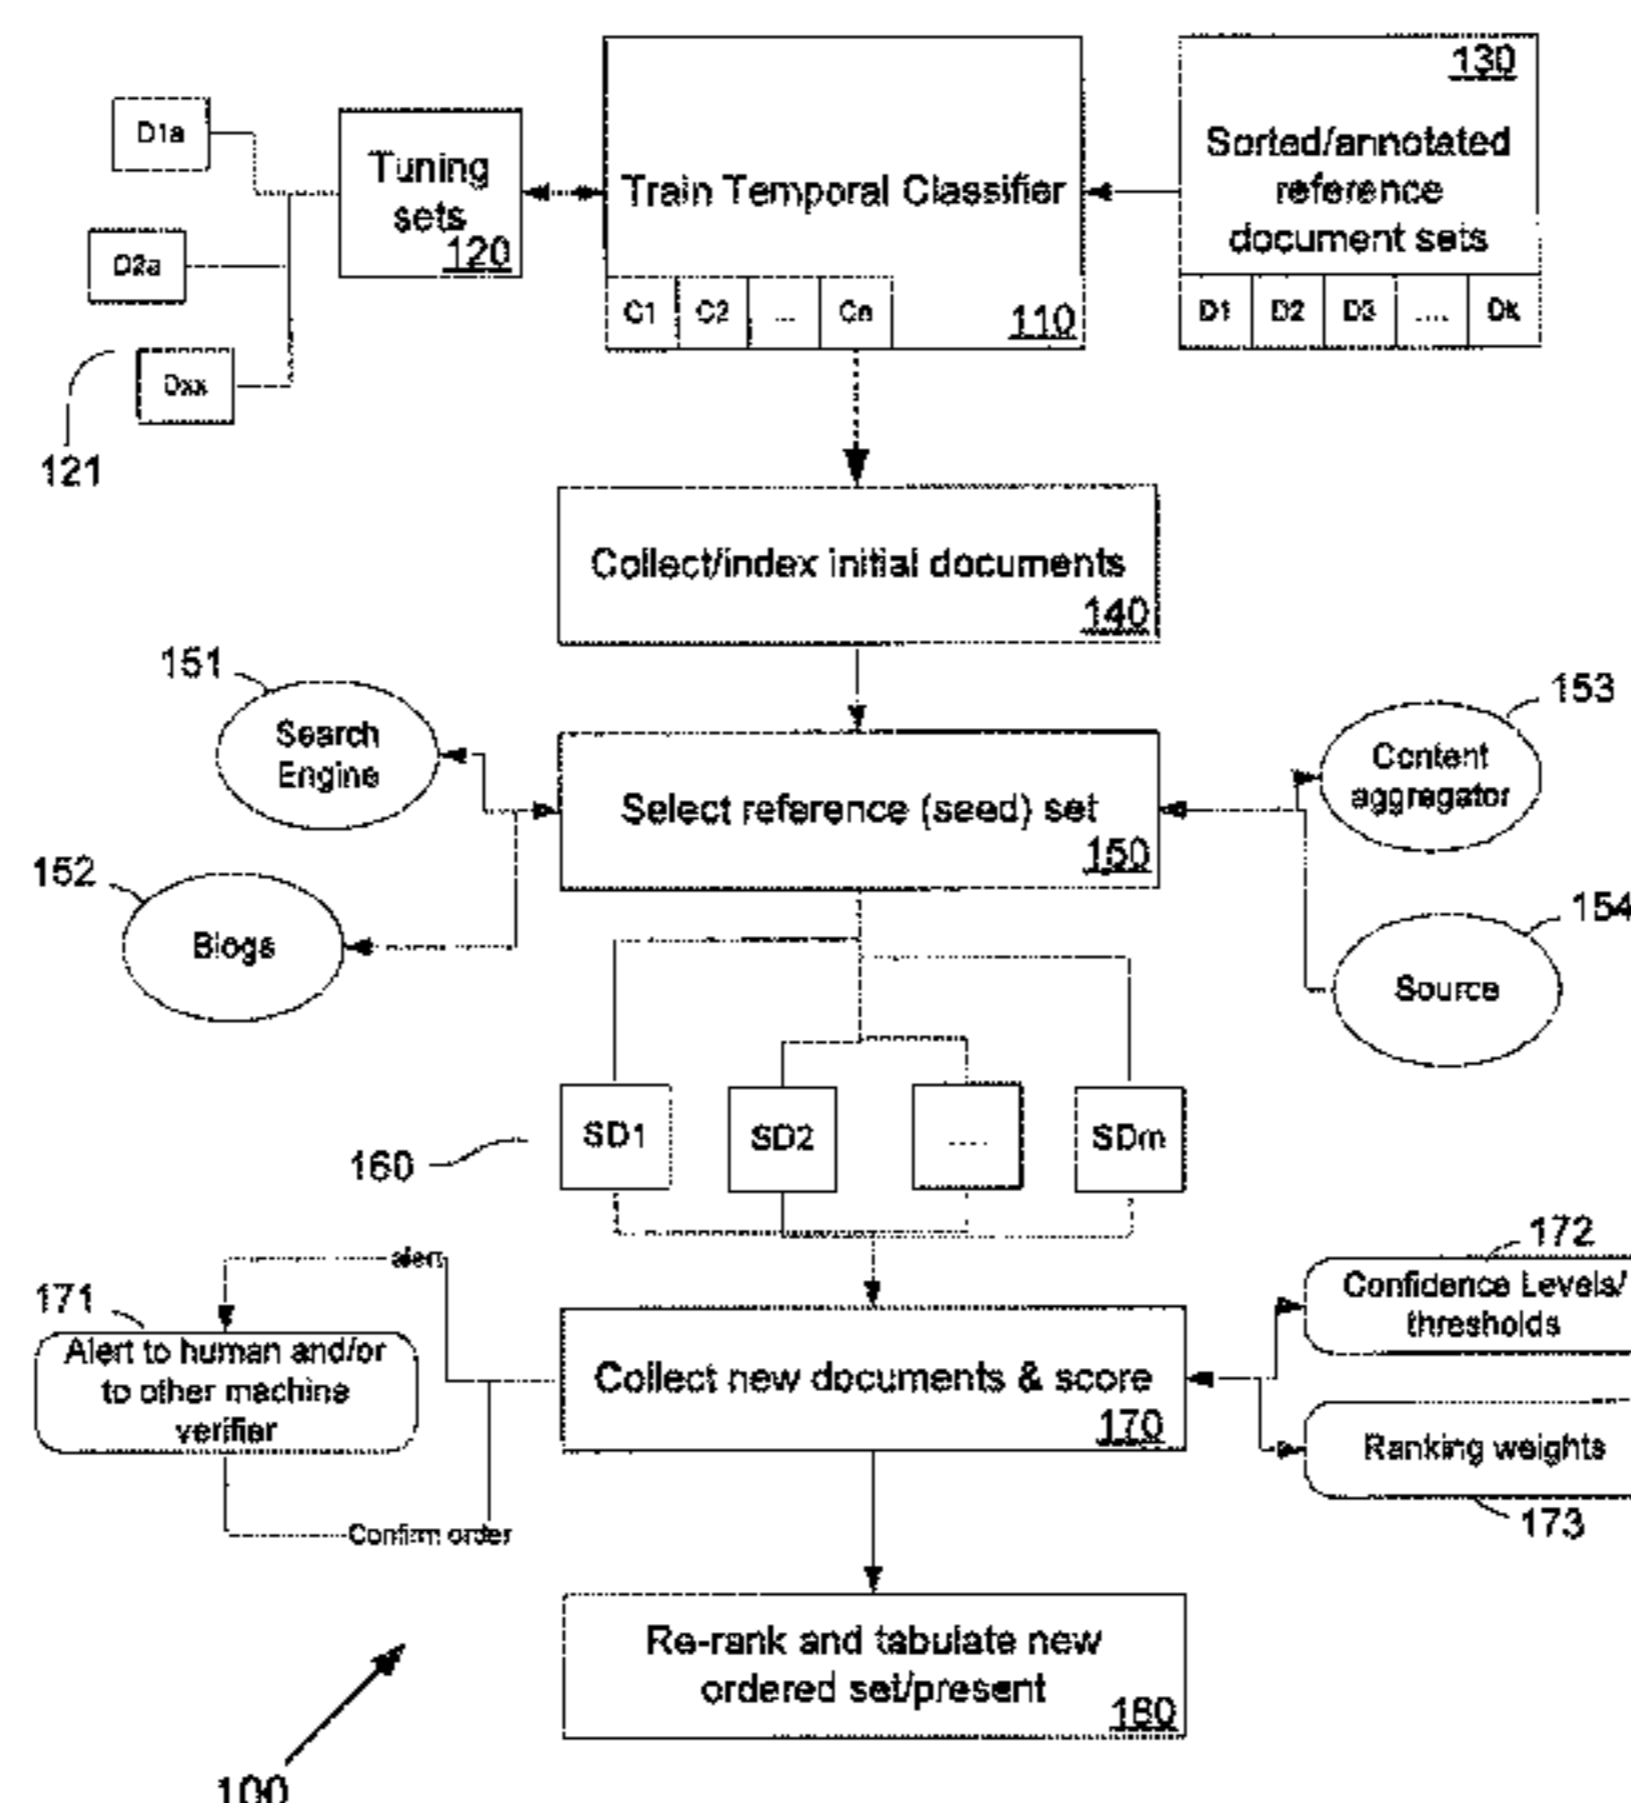 130
D1a
Tuning
sets
120
Train Temporal Classifier
Sorted/annotated
reference
document sets
D2a
C1 C2 ... Cn
110
D1 D2 D3 .... Dk
Dxx
121
Collect/index initial documents
140
151
Search
Engine
153
Content
aggregator
Select reference (seed) set
150
152
Blogs
154
Source
SD1 SD2 .... SDm
160
alert
171
Alert to human and/or
to other machine
verifier
Collect new documents & score
170
172
Confidence Levels/
thresholds
Ranking weights
173
Confirm order
Re-rank and tabulate new
ordered set/present
180
100